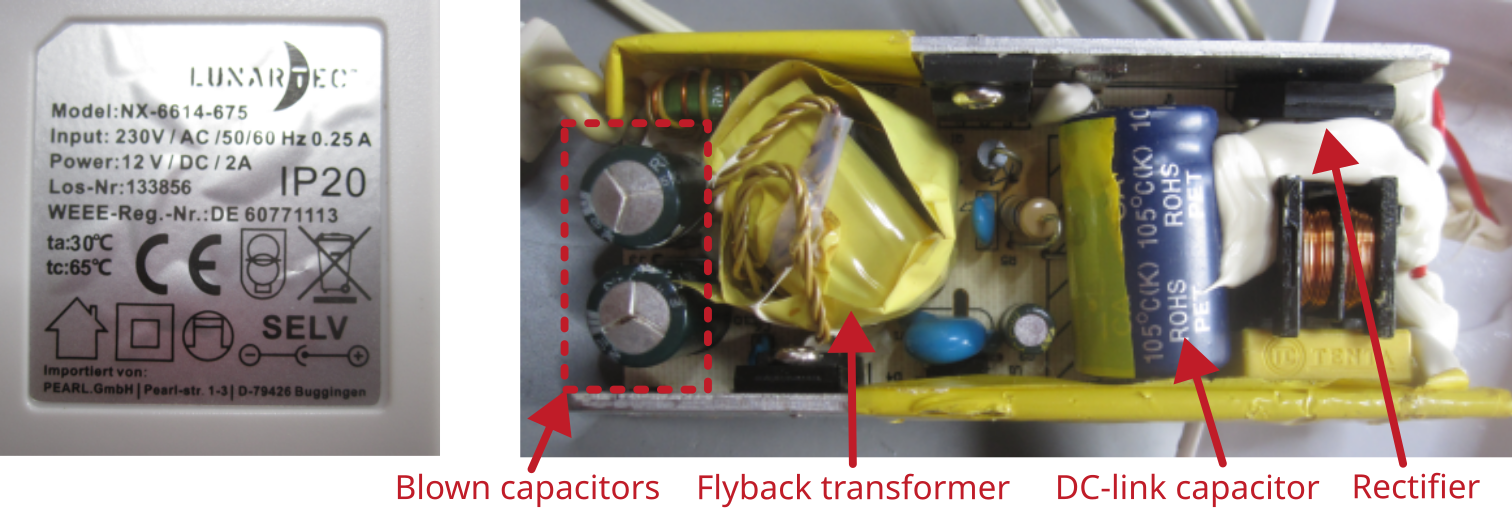 LUNARTEC
Model:NX-6614-675
Input: 230V / AC /50/60 Hz 0.25 A
Power:12 V / DC / 2A
Los-Nr:133856
IP20
WEEE-Reg.-Nr.:DE 60771113
ta:30℃
tc:65℃
CE
SELV
Importiert von:
PEARL.GmbH | Pearl-str. 1-3 | D-79426 Buggingen
105°C(K) 105°C(K) 10
ROHS ROHS
PET PET
TENTA
Blown capacitors
Flyback transformer
DC-link capacitor
Rectifier